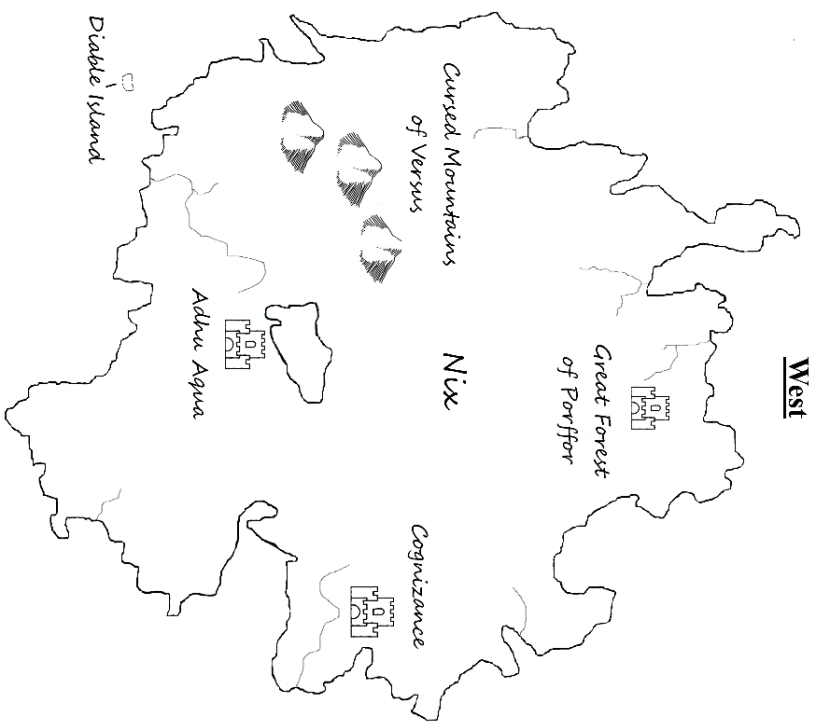 West
Great Forest
of Porffor
Cursed Mountains
of Versus
Nix
Cognizance
Adhu Aqua
Diable Island